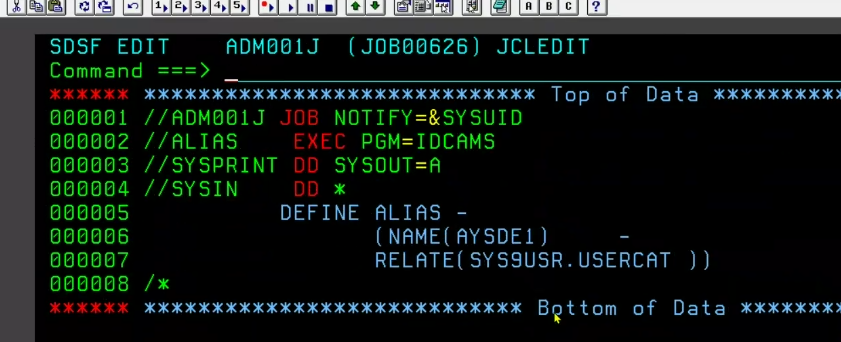 1 2 3 4 5 A B C ?
SDSF EDIT    ADM001J  (JOB00626) JCLEDIT
Command ===> _
****** ***************************** Top of Data **********
000001 //ADM001J JOB NOTIFY=&SYSUID
000002 //ALIAS    EXEC PGM=IDCAMS
000003 //SYSPRINT DD SYSOUT=A
000004 //SYSIN    DD *
000005           DEFINE ALIAS -
000006                  (NAME(AYSDE1)     -
000007                  RELATE(SYS9USR.USERCAT ))
000008 /*
****** **************************** Bottom of Data ********